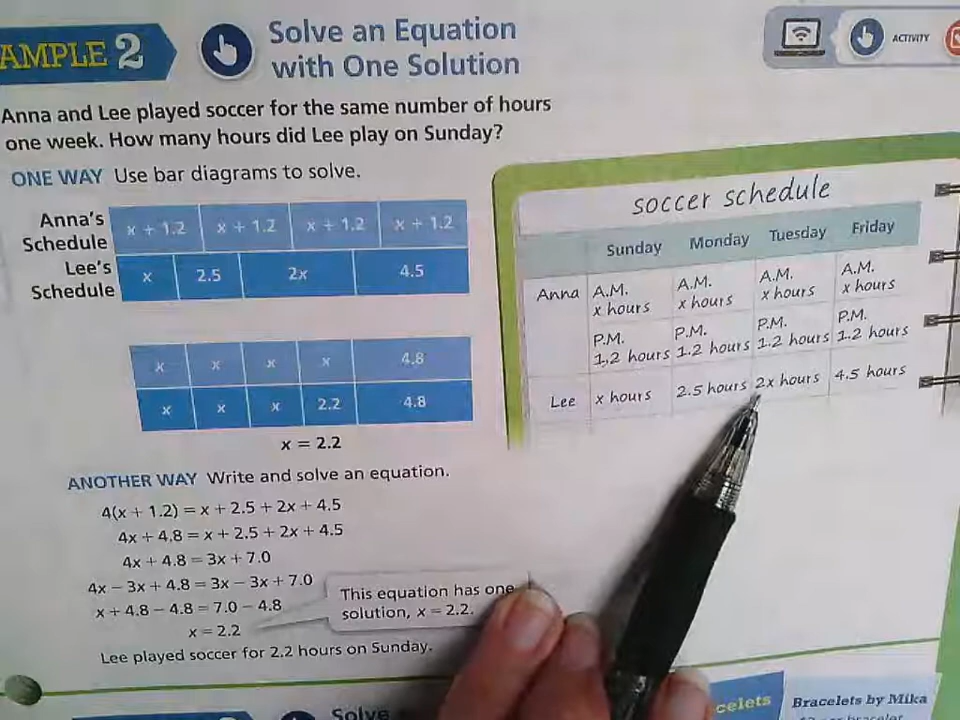 AMPLE 2
Solve an Equation
with One Solution
ACTIVITY
Anna and Lee played soccer for the same number of hours
one week. How many hours did Lee play on Sunday?
ONE WAY Use bar diagrams to solve.
Anna's
Schedule
x + 1.2 x + 1.2 x + 1.2 x + 1.2
Lee's
Schedule
x 2.5 2x 4.5
x x x x 4.8
x x x 2.2 4.8
x = 2.2
ANOTHER WAY Write and solve an equation.
4(x + 1.2) = x + 2.5 + 2x + 4.5
4x + 4.8 = x + 2.5 + 2x + 4.5
4x + 4.8 = 3x + 7.0
4x − 3x + 4.8 = 3x − 3x + 7.0
x + 4.8 − 4.8 = 7.0 − 4.8
x = 2.2
This equation has one
solution, x = 2.2.
Lee played soccer for 2.2 hours on Sunday.
soccer schedule
Sunday Monday Tuesday Friday
Anna A.M. A.M. A.M. A.M.
x hours x hours x hours x hours
P.M. P.M. P.M. P.M.
1.2 hours 1.2 hours 1.2 hours 1.2 hours
Lee x hours 2.5 hours 2x hours 4.5 hours
Solve
celets
Bracelets by Mika